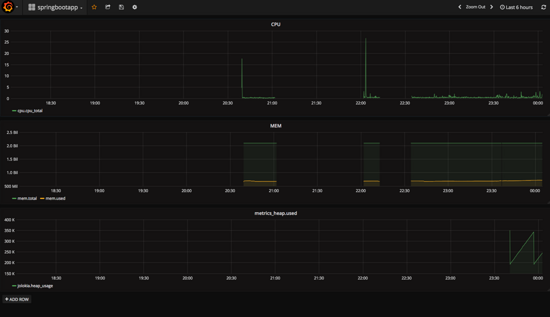 springbootapp
Zoom Out
Last 6 hours
CPU
30
25
20
15
10
5
0
18:30 19:00 19:30 20:00 20:30 21:00 21:30 22:00 22:30 23:00 23:30 00:00
cpu.cpu_total
MEM
2.5 Bil
2.0 Bil
1.5 Bil
1.0 Bil
500 Mil
18:30 19:00 19:30 20:00 20:30 21:00 21:30 22:00 22:30 23:00 23:30 00:00
mem.total mem.used
metrics_heap.used
400 K
350 K
300 K
250 K
200 K
150 K
18:30 19:00 19:30 20:00 20:30 21:00 21:30 22:00 22:30 23:00 23:30 00:00
jolokia.heap_usage
+ ADD ROW